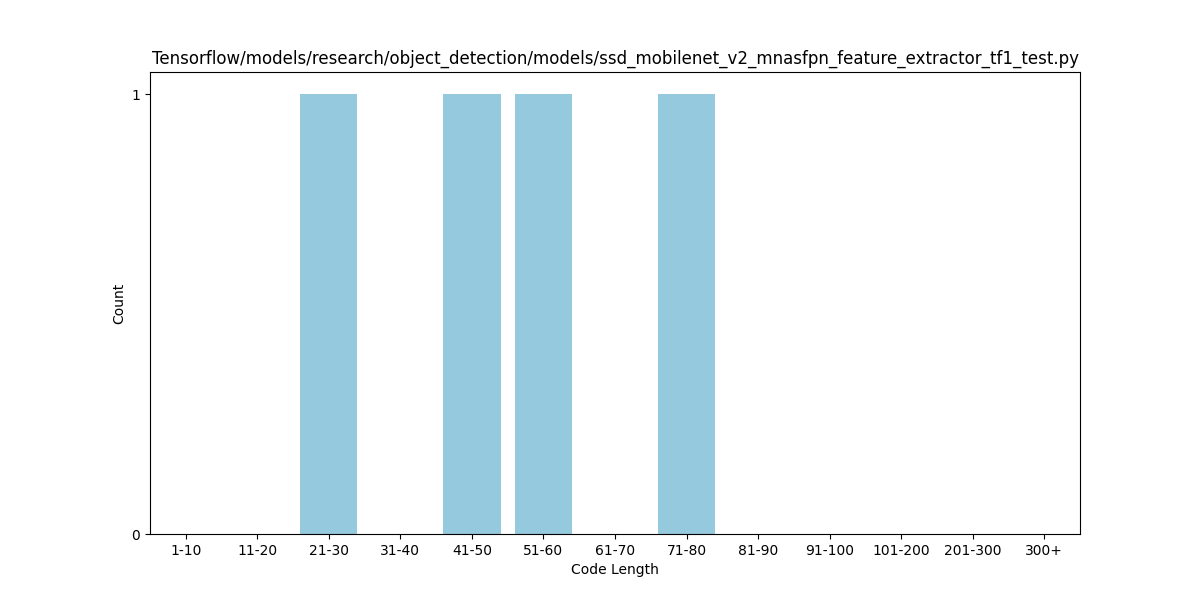 Tensorflow/models/research/object_detection/models/ssd_mobilenet_v2_mnasfpn_feature_extractor_tf1_test.py
1
Count
0
1-10 11-20 21-30 31-40 41-50 51-60 61-70 71-80 81-90 91-100 101-200 201-300 300+
Code Length